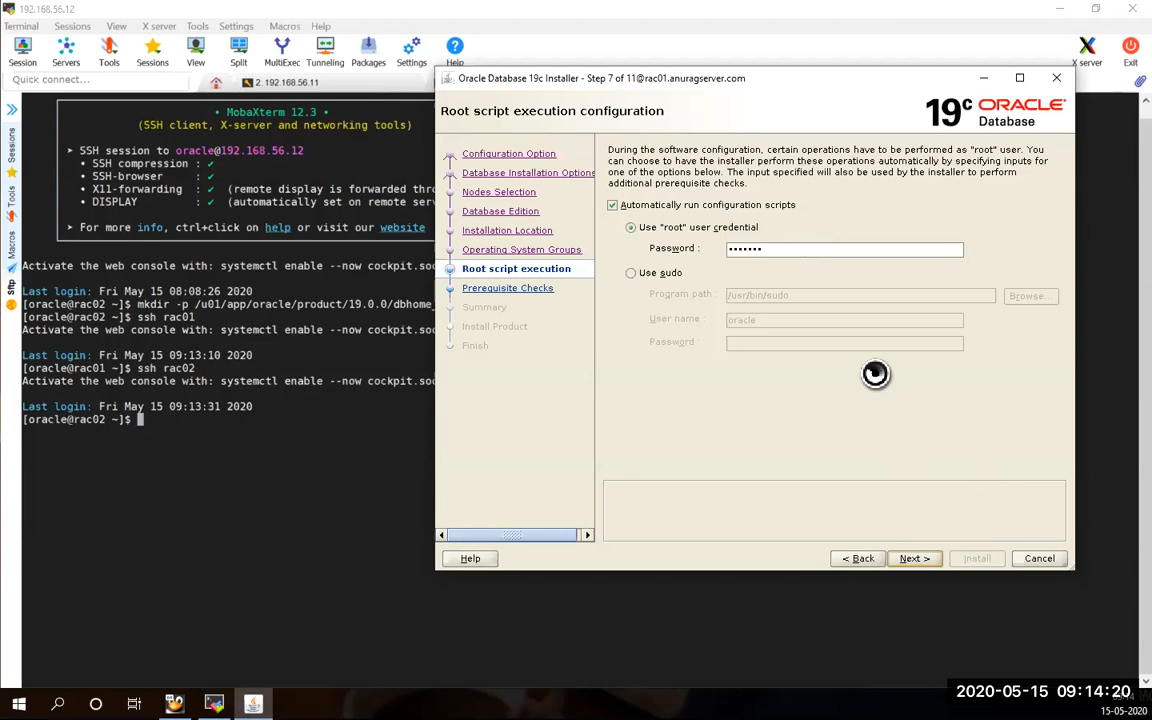 192.168.56.12
Terminal Sessions View X server Tools Settings Macros Help
Session Servers Tools Sessions View Split MultiExec Tunneling Packages Settings Help X server Exit
Quick connect...
2. 192.168.56.11
Sessions
Tools
Macros
Sftp
• MobaXterm 12.3 •
(SSH client, X-server and networking tools)
➤ SSH session to oracle@192.168.56.12
• SSH compression : ✔
• SSH-browser : ✔
• X11-forwarding : ✔ (remote display is forwarded thro
• DISPLAY : ✔ (automatically set on remote serv
➤ For more info, ctrl+click on help or visit our website
Activate the web console with: systemctl enable --now cockpit.soc
Last login: Fri May 15 08:08:26 2020
[oracle@rac02 ~]$ mkdir -p /u01/app/oracle/product/19.0.0/dbhome_
[oracle@rac02 ~]$ ssh rac01
Activate the web console with: systemctl enable --now cockpit.soc
Last login: Fri May 15 09:13:10 2020
[oracle@rac01 ~]$ ssh rac02
Activate the web console with: systemctl enable --now cockpit.soc
Last login: Fri May 15 09:13:31 2020
[oracle@rac02 ~]$
Oracle Database 19c Installer - Step 7 of 11@rac01.anuragserver.com
Root script execution configuration
19c ORACLE
Database
Configuration Option
Database Installation Options
Nodes Selection
Database Edition
Installation Location
Operating System Groups
Root script execution
Prerequisite Checks
Summary
Install Product
Finish
During the software configuration, certain operations have to be performed as "root" user. You
can choose to have the installer perform these operations automatically by specifying inputs for
one of the options below. The input specified will also be used by the installer to perform
additional prerequisite checks.
Automatically run configuration scripts
Use "root" user credential
Password : •••••••
Use sudo
Program path : /usr/bin/sudo Browse...
User name : oracle
Password :
Help < Back Next > Install Cancel
2020-05-15 09:14:20
15-05-2020